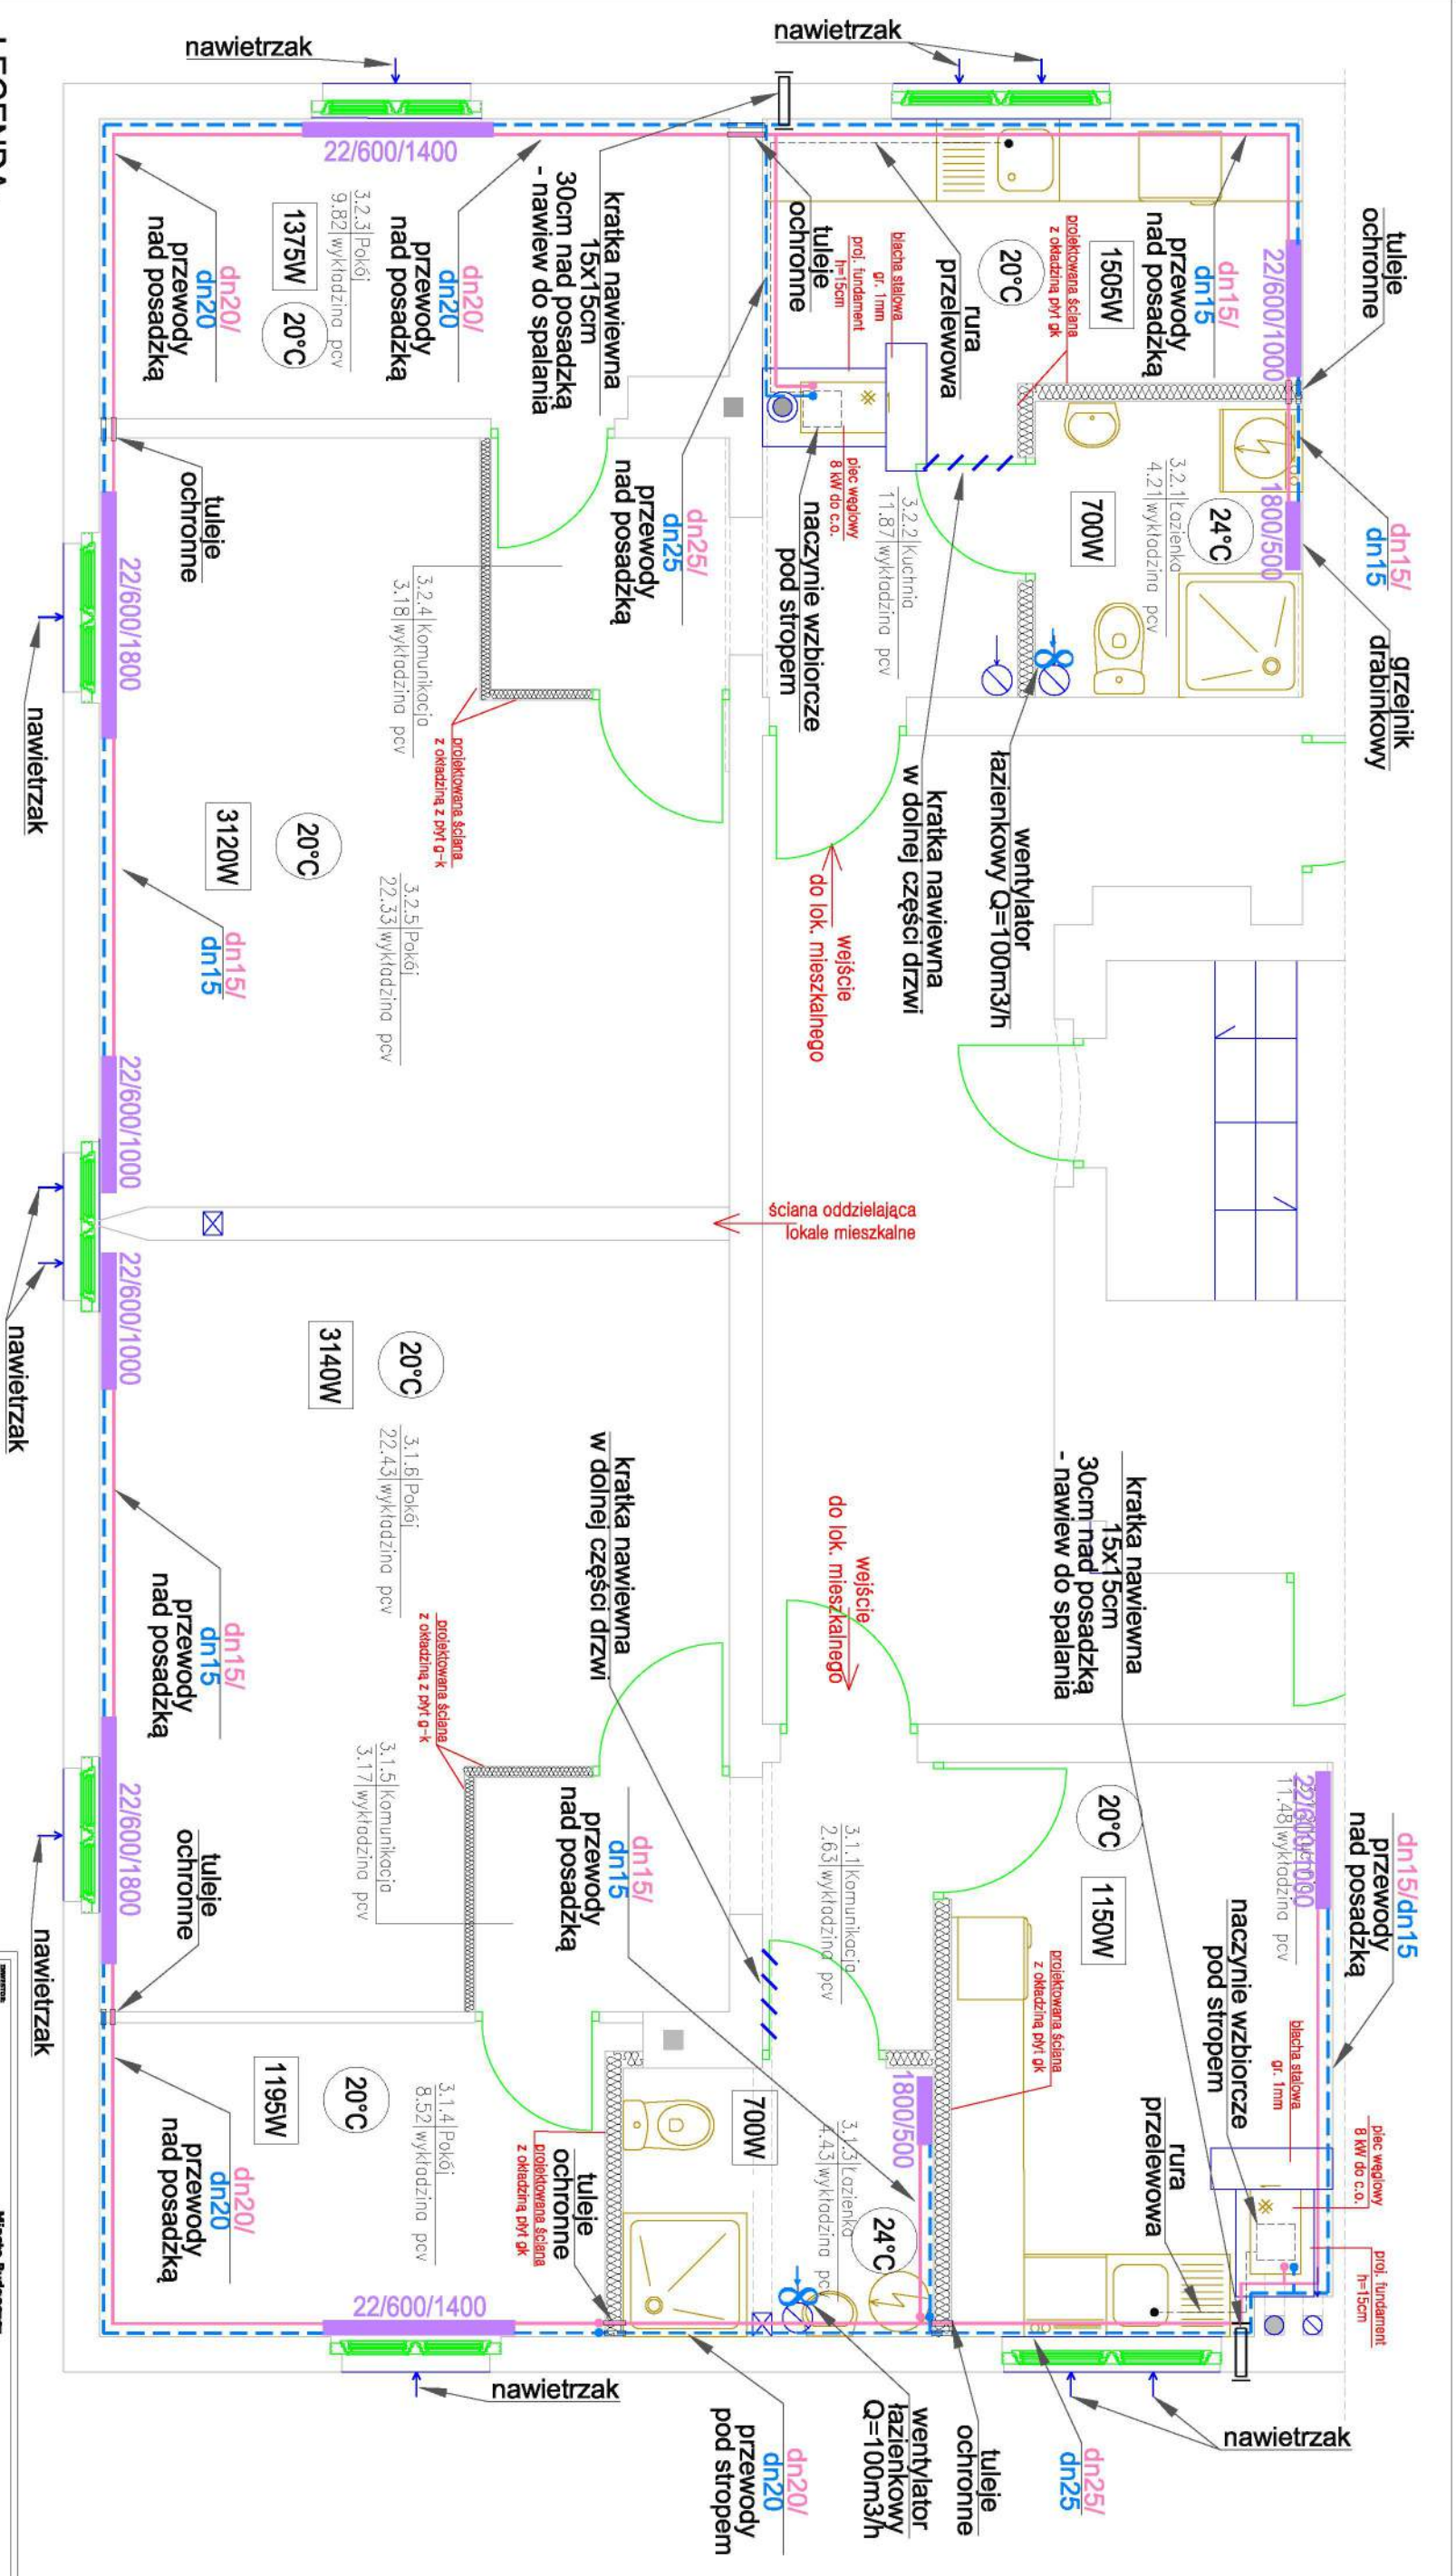 nawietrzak
nawietrzak
tuleje
ochronne
dn15/
dn15
grzejnik
drabinkowy
22/600/1400
22/600/1000
1800/500
dn15/
dn15
przewody
nad posadzką
1505W
20°C
projektowana ściana
z okładziną płyt gk
rura
przelewowa
tuleje
ochronne
blacha stalowa
gr. 1mm
proj. fundament
h=15cm
piec węglowy
8 kW do c.o.
naczynie wzbiorcze
pod stropem
3.2.1 Łazienka
4.21 wykładzina pcv
24°C
700W
3.2.2 Kuchnia
11.87 wykładzina pcv
kratka nawiewna
15x15cm
30cm nad posadzką
- nawiew do spalania
dn20/
dn20
przewody
nad posadzką
3.2.3 Pokój
9.82 wykładzina pcv
1375W
20°C
dn20/
dn20
przewody
nad posadzką
tuleje
ochronne
dn25/
dn25
przewody
nad posadzką
3.2.4 Komunikacja
3.18 wykładzina pcv
projektowana ściana
z okładziną z płyt g-k
wentylator
łazienkowy Q=100m3/h
kratka nawiewna
w dolnej części drzwi
wejście
do lok. mieszkalnego
22/600/1800
nawietrzak
20°C
3120W
3.2.5 Pokój
22.33 wykładzina pcv
dn15/
dn15
22/600/1000
ściana oddzielająca
lokale mieszkalne
nawietrzak
22/600/1000
20°C
3140W
3.1.6 Pokój
22.43 wykładzina pcv
dn15/
dn15
przewody
nad posadzką
kratka nawiewna
w dolnej części drzwi
wejście
do lok. mieszkalnego
kratka nawiewna
15x15cm
30cm nad posadzką
- nawiew do spalania
projektowana ściana
z okładziną z płyt g-k
3.1.5 Komunikacja
3.17 wykładzina pcv
22/600/1800
nawietrzak
tuleje
ochronne
dn15/
dn15
przewody
nad posadzką
3.1.1 Komunikacja
2.63 wykładzina pcv
20°C
1150W
22/600/1000
11.48 wykładzina pcv
dn15/dn15
przewody
nad posadzką
naczynie wzbiorcze
pod stropem
blacha stalowa
gr. 1mm
piec węglowy
8 kW do c.o.
proj. fundament
h=15cm
projektowana ściana
z okładziną płyt gk
rura
przelewowa
1800/500
3.1.3 Łazienka
4.43 wykładzina pcv
700W
24°C
3.1.4 Pokój
8.52 wykładzina pcv
20°C
1195W
dn20/
dn20
przewody
nad posadzką
projektowana ściana
z okładziną płyt gk
tuleje
ochronne
22/600/1400
nawietrzak
dn20/
dn20
przewody
pod stropem
wentylator
łazienkowy
Q=100m3/h
tuleje
ochronne
dn25/
dn25
nawietrzak